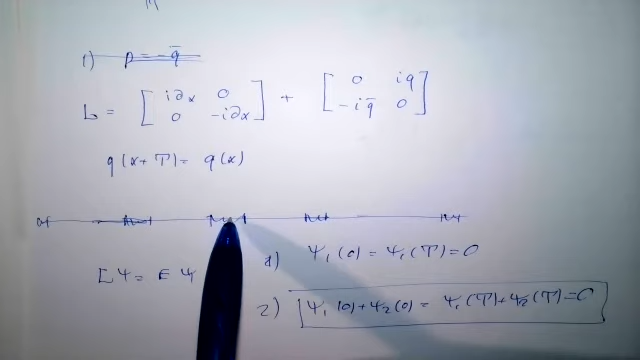 1) p = - q̄
L = [ i∂x 0 ; 0 -i∂x ] + [ 0 iq ; -iq̄ 0 ]
q(x+T) = q(x)
LΨ = EΨ
1) Ψ₁(0) = Ψ₁(T) = 0
2) Ψ₁(0)+Ψ₂(0) = Ψ₁(T)+Ψ₂(T) = 0